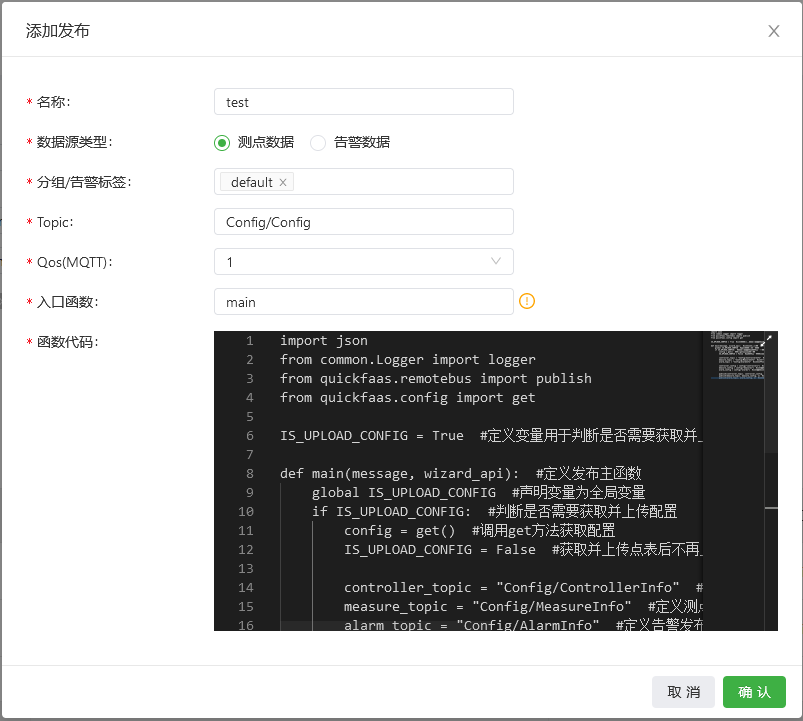 添加发布
* 名称：
test
* 数据源类型：
测点数据 告警数据
* 分组/告警标签：
default
* Topic:
Config/Config
* Qos(MQTT)：
1
* 入口函数：
main
* 函数代码：
1 import json
2 from common.Logger import logger
3 from quickfaas.remotebus import publish
4 from quickfaas.config import get
5
6 IS_UPLOAD_CONFIG = True #定义变量用于判断是否需要获取并
7
8 def main(message, wizard_api): #定义发布主函数
9 global IS_UPLOAD_CONFIG #声明变量为全局变量
10 if IS_UPLOAD_CONFIG: #判断是否需要获取并上传配置
11 config = get() #调用get方法获取配置
12 IS_UPLOAD_CONFIG = False #获取并上传点表后不再
13
14 controller_topic = "Config/ControllerInfo" #
15 measure_topic = "Config/MeasureInfo" #定义测点
16 alarm_topic = "Config/AlarmInfo" #定义告警发布
取 消 确 认